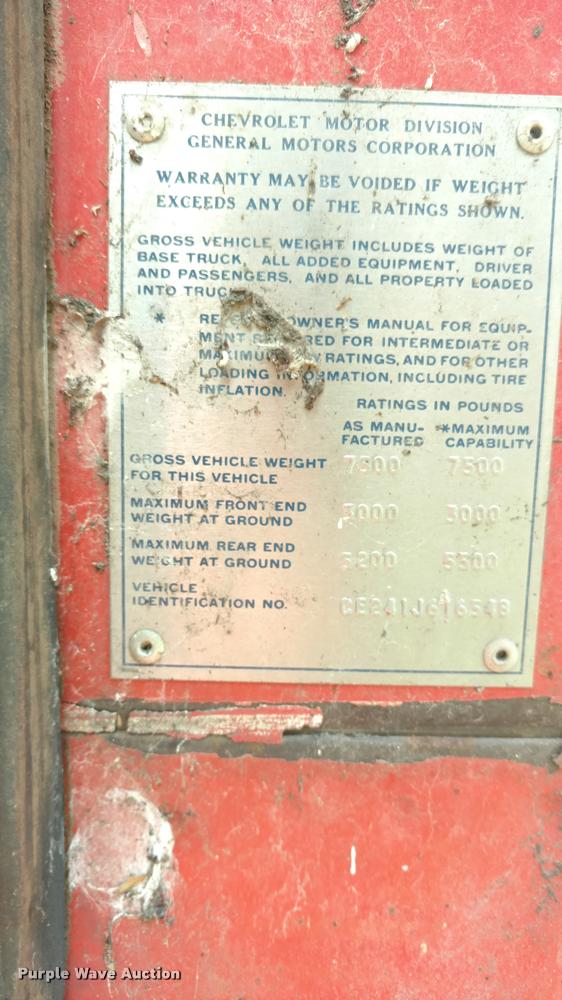 CHEVROLET MOTOR DIVISION
GENERAL MOTORS CORPORATION
WARRANTY MAY BE VOIDED IF WEIGHT
EXCEEDS ANY OF THE RATINGS SHOWN.
GROSS VEHICLE WEIGHT INCLUDES WEIGHT OF
BASE TRUCK, ALL ADDED EQUIPMENT, DRIVER
AND PASSENGERS, AND ALL PROPERTY LOADED
INTO TRUCK
* OWNER'S MANUAL FOR EQUIP-
MENT FOR INTERMEDIATE OR
MAXIMUM RATINGS, AND FOR OTHER
LOADING INFORMATION, INCLUDING TIRE
INFLATION.
RATINGS IN POUNDS
AS MANU- *MAXIMUM
FACTURED CAPABILITY
GROSS VEHICLE WEIGHT 7500 7500
FOR THIS VEHICLE
MAXIMUM FRONT END 3000 3000
WEIGHT AT GROUND
MAXIMUM REAR END 5200 5500
WEIGHT AT GROUND
VEHICLE
IDENTIFICATION NO.
Purple Wave Auction